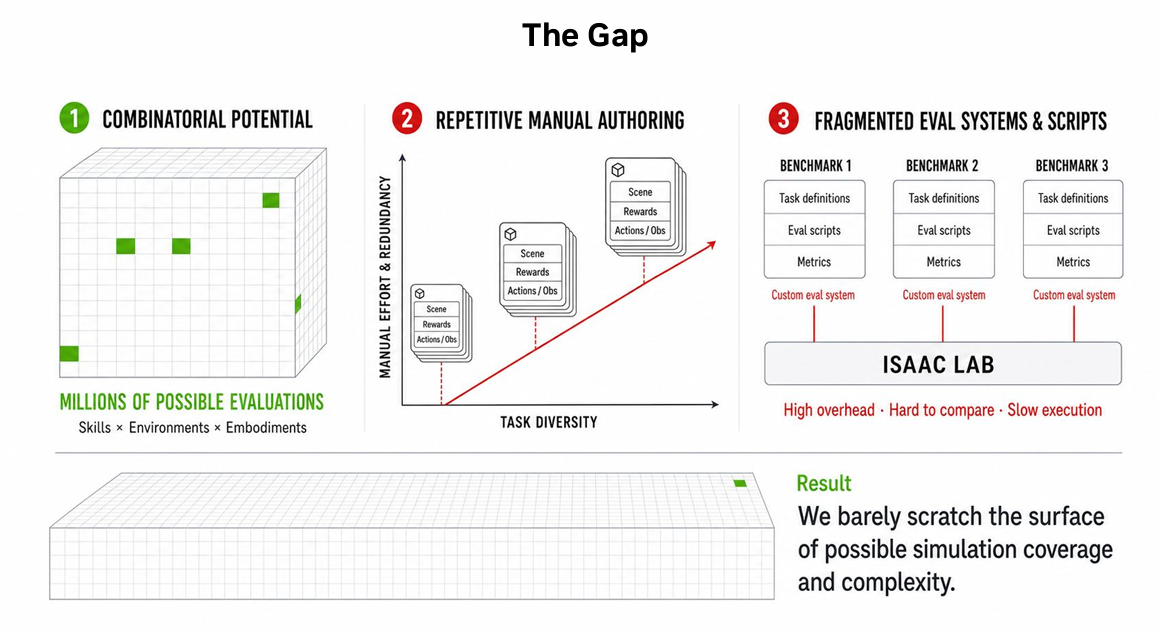 The Gap
1 COMBINATORIAL POTENTIAL
MILLIONS OF POSSIBLE EVALUATIONS
Skills × Environments × Embodiments
2 REPETITIVE MANUAL AUTHORING
MANUAL EFFORT & REDUNDANCY
Scene
Rewards
Actions / Obs
Scene
Rewards
Actions / Obs
Scene
Rewards
Actions / Obs
TASK DIVERSITY
3 FRAGMENTED EVAL SYSTEMS & SCRIPTS
BENCHMARK 1
Task definitions
Eval scripts
Metrics
Custom eval system
BENCHMARK 2
Task definitions
Eval scripts
Metrics
Custom eval system
BENCHMARK 3
Task definitions
Eval scripts
Metrics
Custom eval system
ISAAC LAB
High overhead · Hard to compare · Slow execution
Result
We barely scratch the surface
of possible simulation coverage
and complexity.